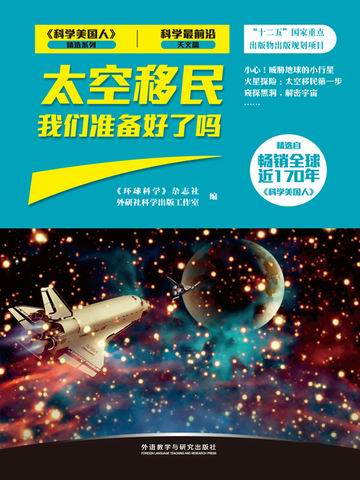 《科学美国人》
精选系列
科学最前沿
天文篇
"十二五"国家重点
出版物出版规划项目
太空移民
我们准备好了吗
小心！威胁地球的小行星
火星探险：太空移民第一步
窥探黑洞，解密宇宙
……
精选自
畅销全球
近170年
《科学美国人》
《环球科学》杂志社
外研社科学出版工作室
编
外语教学与研究出版社
FOREIGN LANGUAGE TEACHING AND RESEARCH PRESS